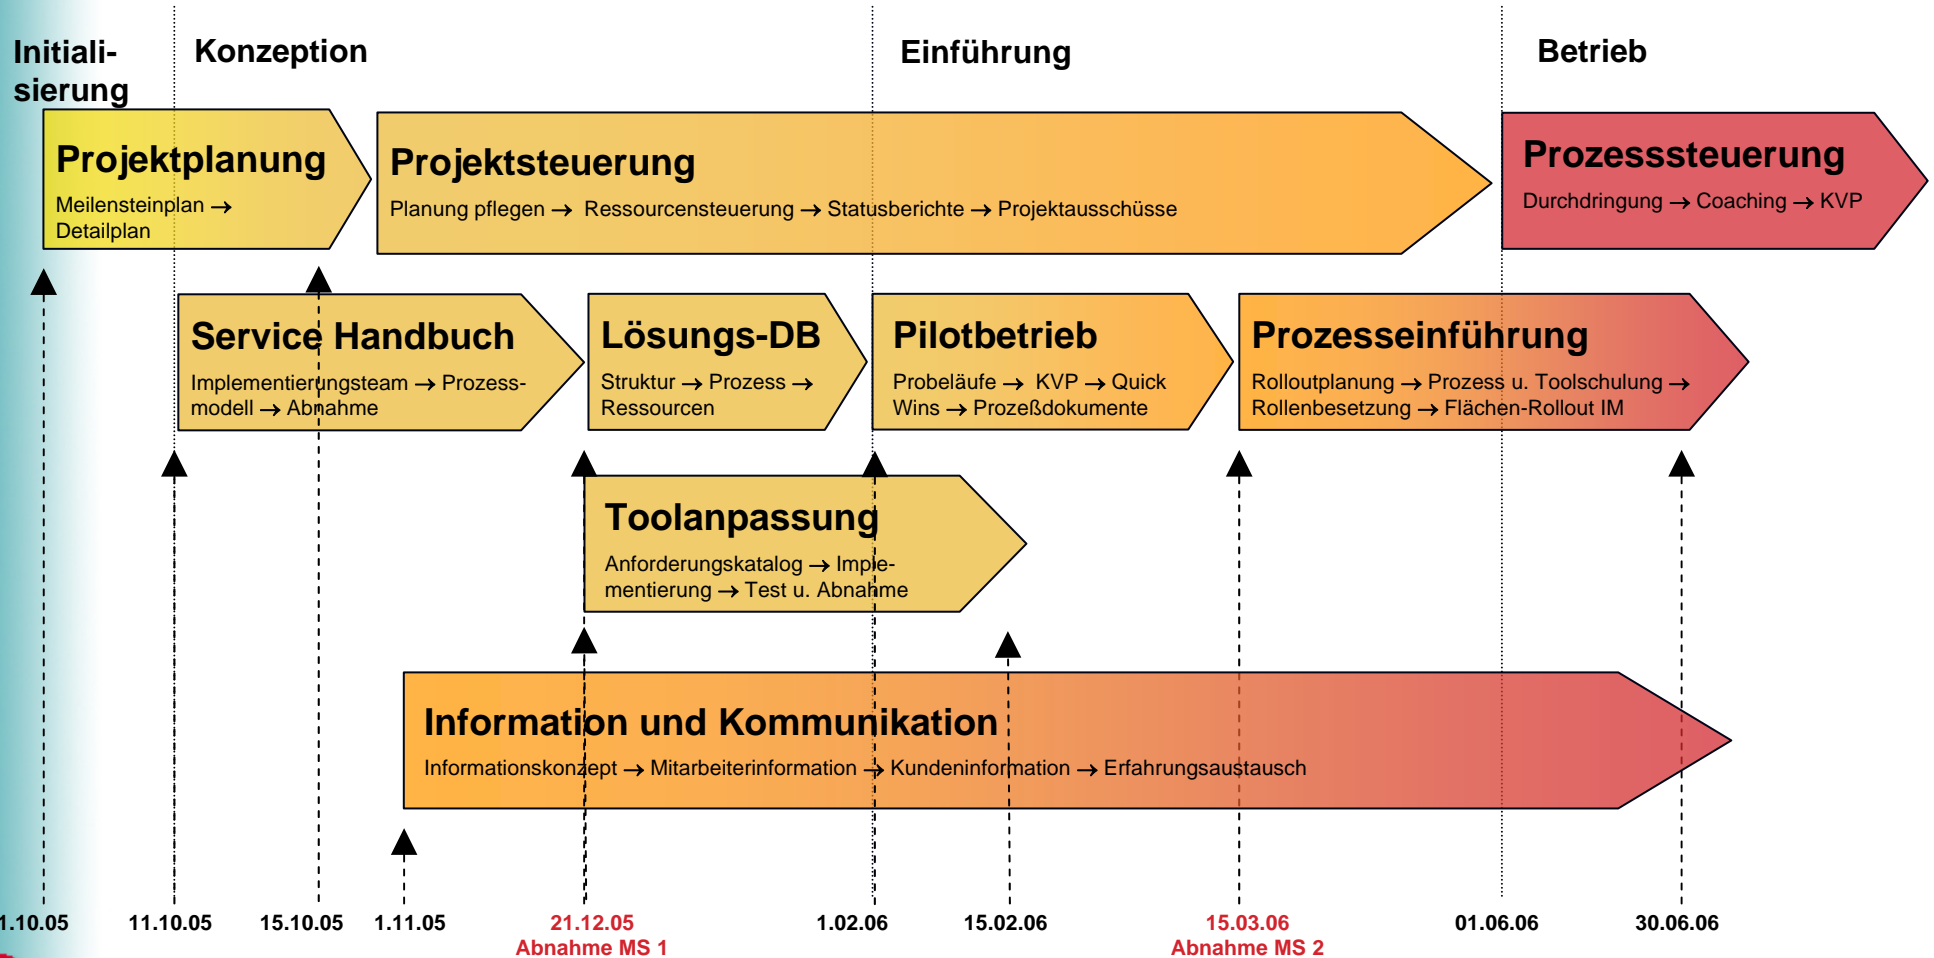 Initiali-
sierung
Konzeption
Einführung
Betrieb
Projektplanung
Meilensteinplan →
Detailplan
Projektsteuerung
Planung pflegen → Ressourcensteuerung → Statusberichte → Projektausschüsse
Prozesssteuerung
Durchdringung → Coaching → KVP
Service Handbuch
Implementierungsteam → Prozess-
modell → Abnahme
Lösungs-DB
Struktur → Prozess →
Ressourcen
Pilotbetrieb
Probeläufe → KVP → Quick
Wins → Prozeßdokumente
Prozesseinführung
Rolloutplanung → Prozess u. Toolschulung →
Rollenbesetzung → Flächen-Rollout IM
Toolanpassung
Anforderungskatalog → Imple-
mentierung → Test u. Abnahme
Information und Kommunikation
Informationskonzept → Mitarbeiterinformation → Kundeninformation → Erfahrungsaustausch
1.10.05
11.10.05
15.10.05
1.11.05
21.12.05
Abnahme MS 1
1.02.06
15.02.06
15.03.06
Abnahme MS 2
01.06.06
30.06.06